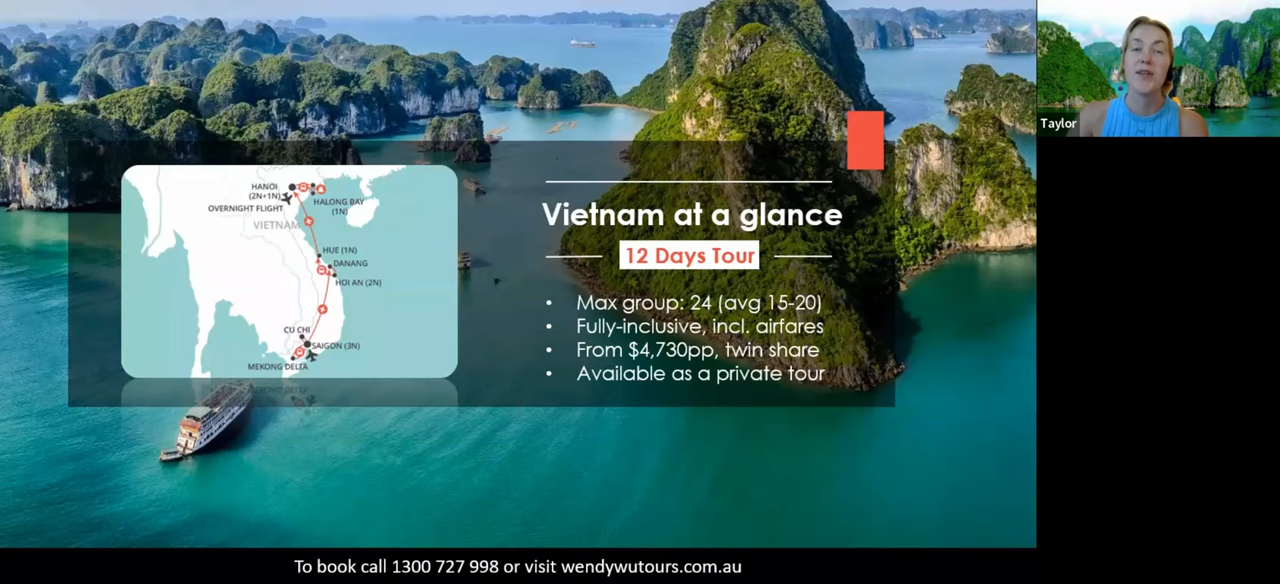 HANOI
(2N+1N)
OVERNIGHT FLIGHT
HALONG BAY
(1N)
VIETNAM
HUE (1N)
DANANG
HOI AN (2N)
CU CHI
SAIGON (3N)
MEKONG DELTA
Vietnam at a glance
12 Days Tour
• Max group: 24 (avg 15-20)
• Fully-inclusive, incl. airfares
• From $4,730pp, twin share
• Available as a private tour
Taylor
To book call 1300 727 998 or visit wendywutours.com.au